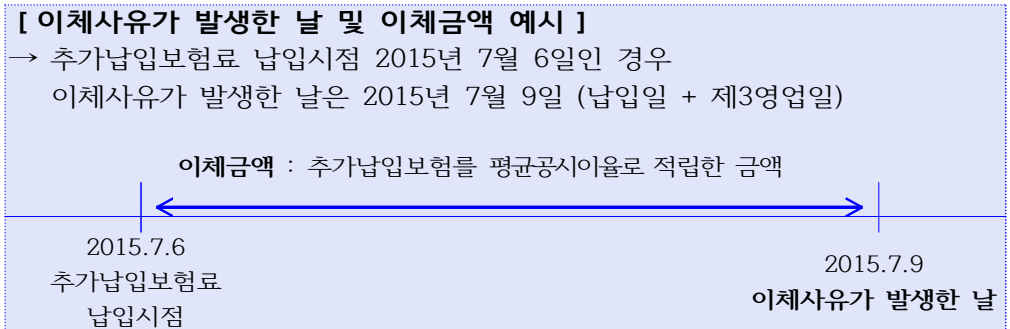 [ 이체사유가 발생한 날 및 이체금액 예시 ]
→ 추가납입보험료 납입시점 2015년 7월 6일인 경우
이체사유가 발생한 날은 2015년 7월 9일 (납입일 + 제3영업일)
이체금액 : 추가납입보험를 평균공시이율로 적립한 금액
2015.7.6
추가납입보험료
납입시점
2015.7.9
이체사유가 발생한 날